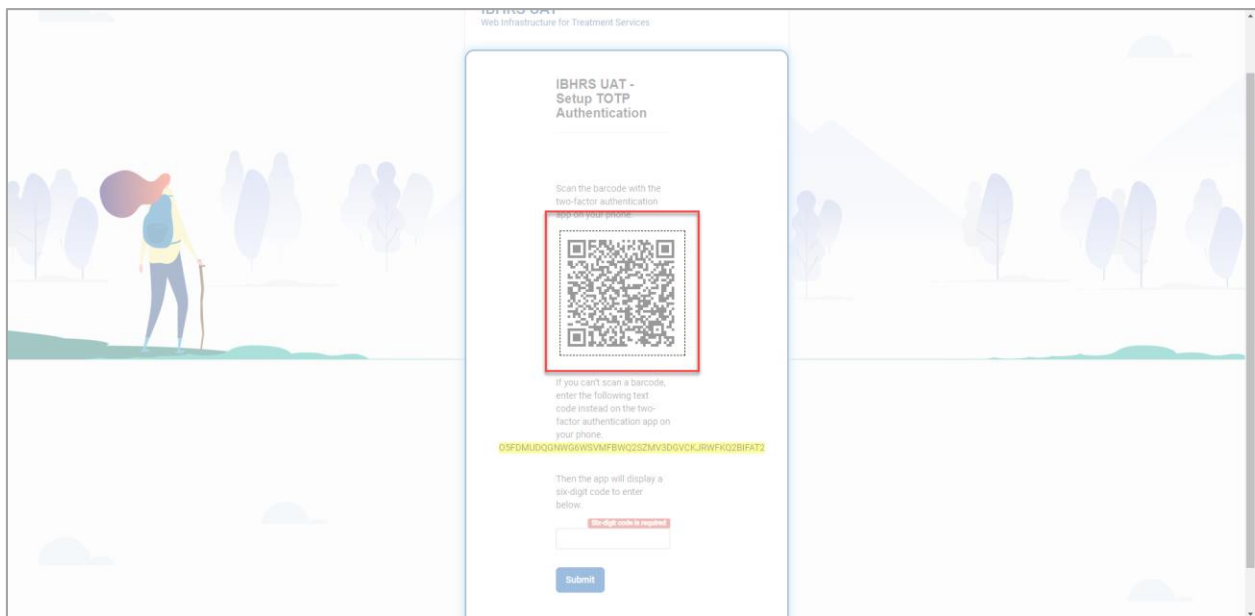 IBHRS UAT
Web Infrastructure for Treatment Services
IBHRS UAT -
Setup TOTP
Authentication
Scan the barcode with the
two-factor authentication
app on your phone.
If you can't scan a barcode,
enter the following text
code instead on the two-
factor authentication app on
your phone.
O5FDMUDQGNWG6WSVMFBWQ2SZMV3DGVCKJRWFKQ2BIFAT2
Then the app will display a
six-digit code to enter
below.
Six-digit code is required
Submit